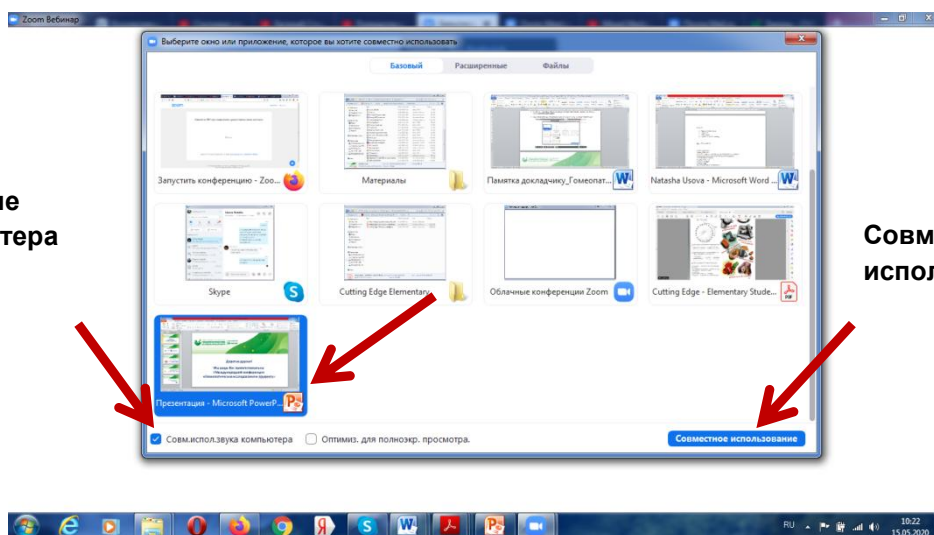 Zoom Вебинар
Выберите окно или приложение, которое вы хотите совместно использовать
Базовый Расширенные Файлы
Запустить конференцию - Zoo...
Материалы
Памятка докладчику_Гомеопат...
Natasha Usova - Microsoft Word ...
ие
тера
Совм
испол
Skype
Cutting Edge Elementary
Облачные конференции Zoom
Cutting Edge - Elementary Stude...
Презентация - Microsoft PowerP...
Совм.испол.звука компьютера
Оптимиз. для полноэкр. просмотра.
Совместное использование
RU
10:22
15.05.2020